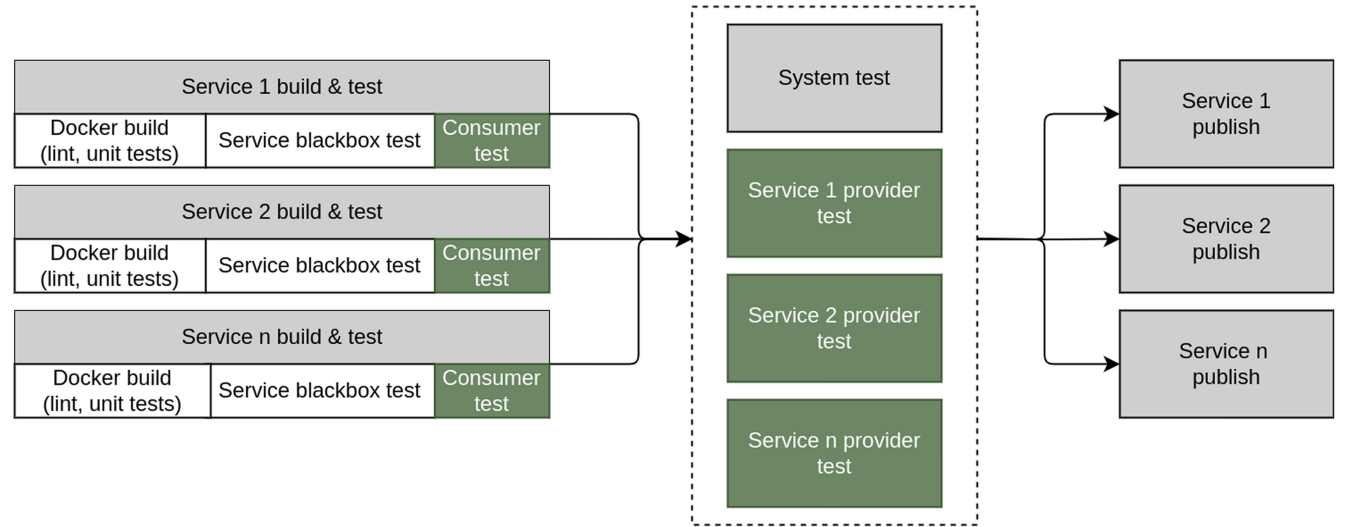 Service 1 build & test
Docker build
(lint, unit tests)
Service blackbox test
Consumer
test
Service 2 build & test
Docker build
(lint, unit tests)
Service blackbox test
Consumer
test
Service n build & test
Docker build
(lint, unit tests)
Service blackbox test
Consumer
test
System test
Service 1 provider
test
Service 2 provider
test
Service n provider
test
Service 1
publish
Service 2
publish
Service n
publish